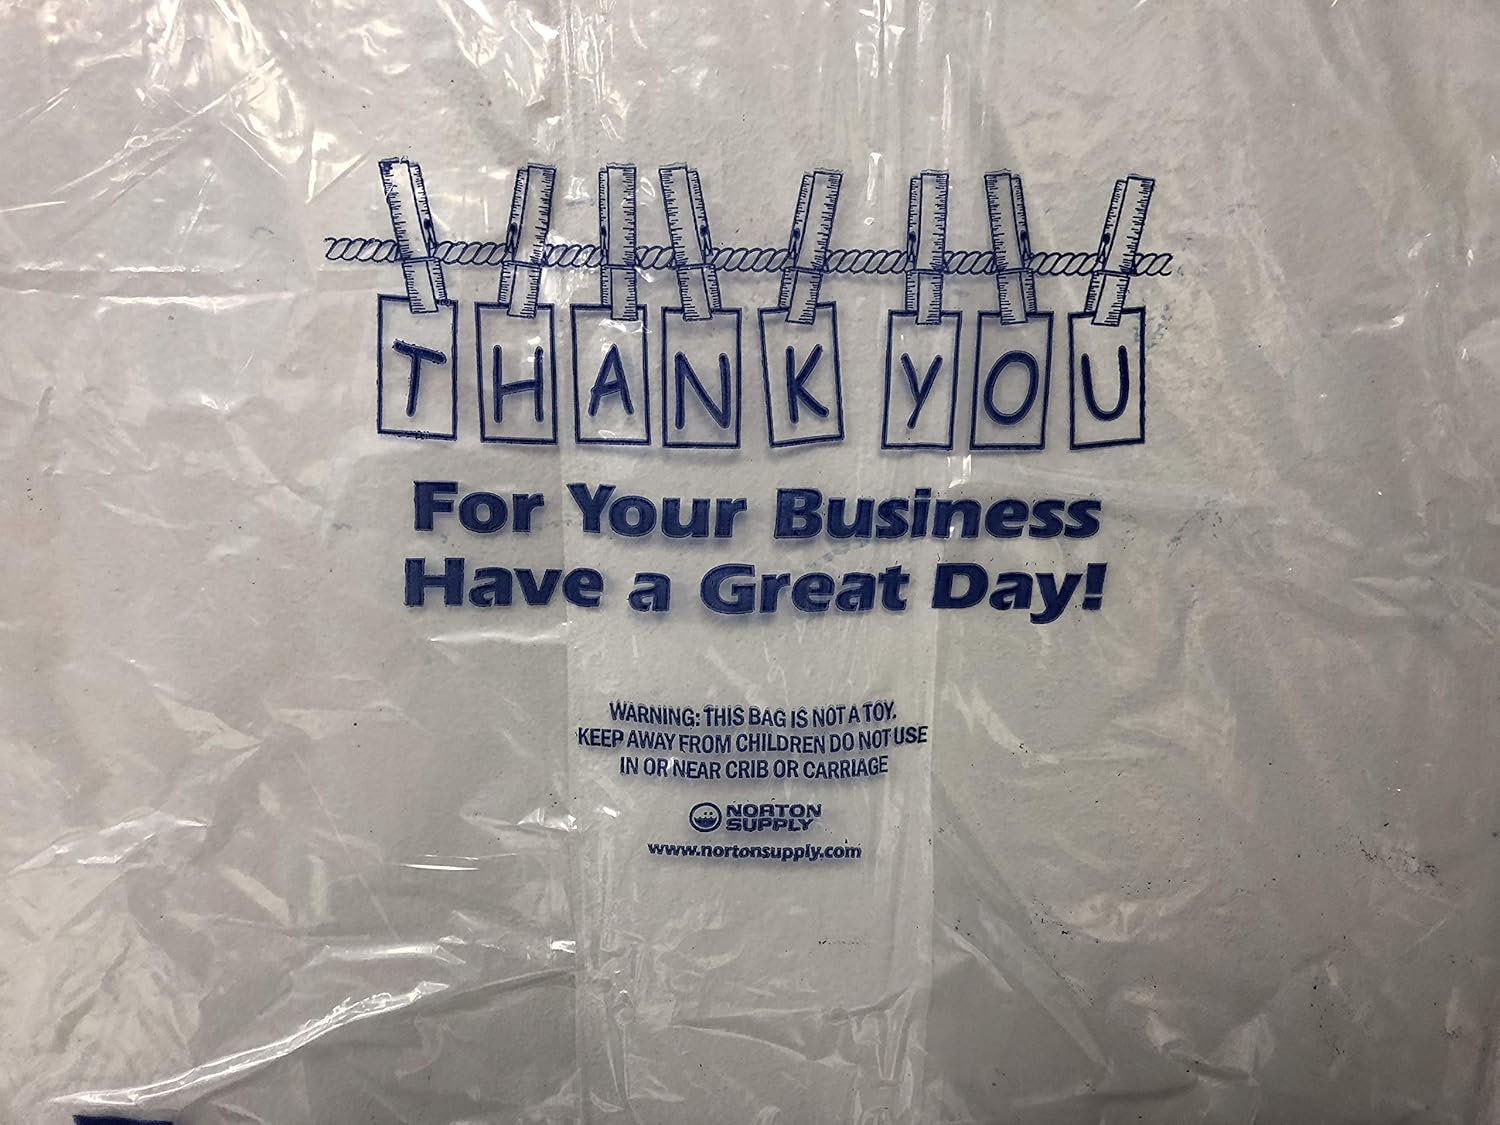 THANK YOU
For Your Business
Have a Great Day!
WARNING: THIS BAG IS NOT A TOY.
KEEP AWAY FROM CHILDREN DO NOT USE
IN OR NEAR CRIB OR CARRIAGE
NORTON
SUPPLY
www.nortonsupply.com